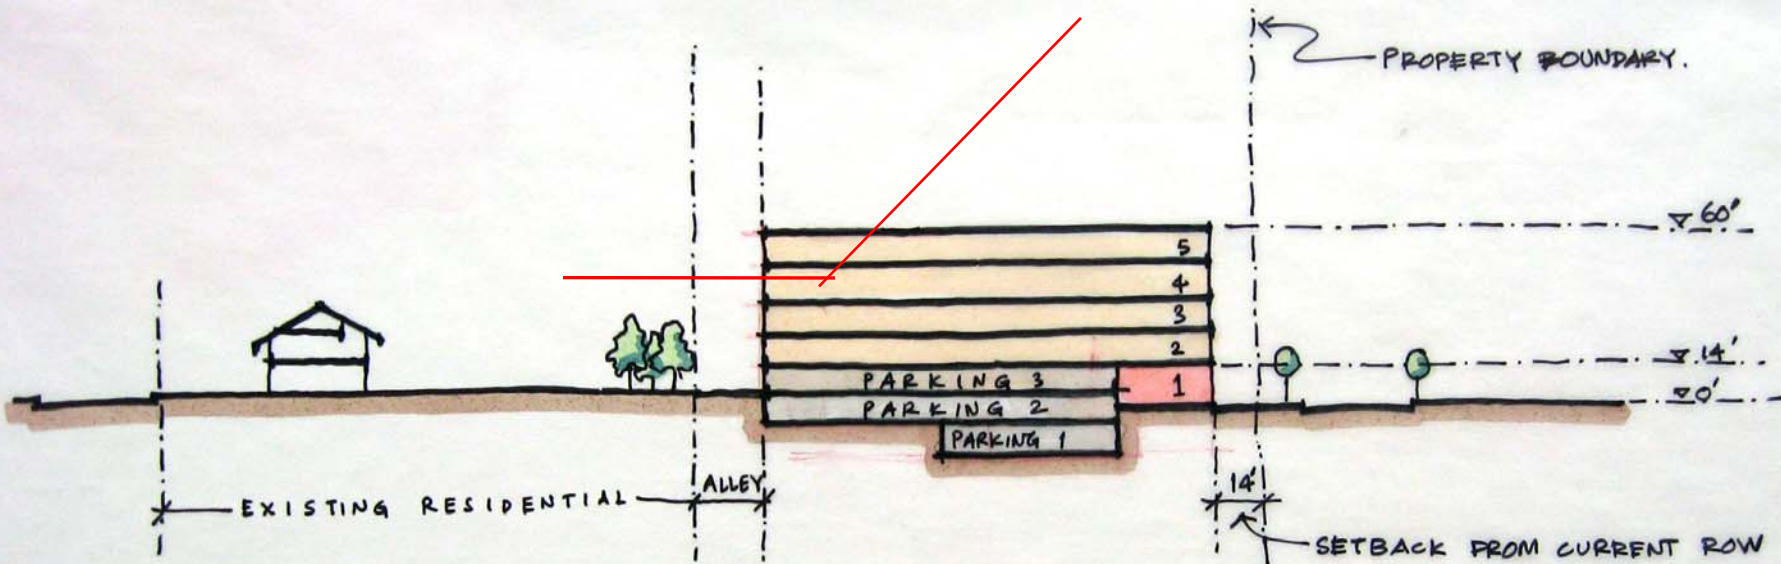 PROPERTY BOUNDARY.
▽ 60'
5
4
3
2
▽ 14'
PARKING 3
1
▽ 0'
PARKING 2
PARKING 1
EXISTING RESIDENTIAL
ALLEY
14'
SETBACK FROM CURRENT ROW